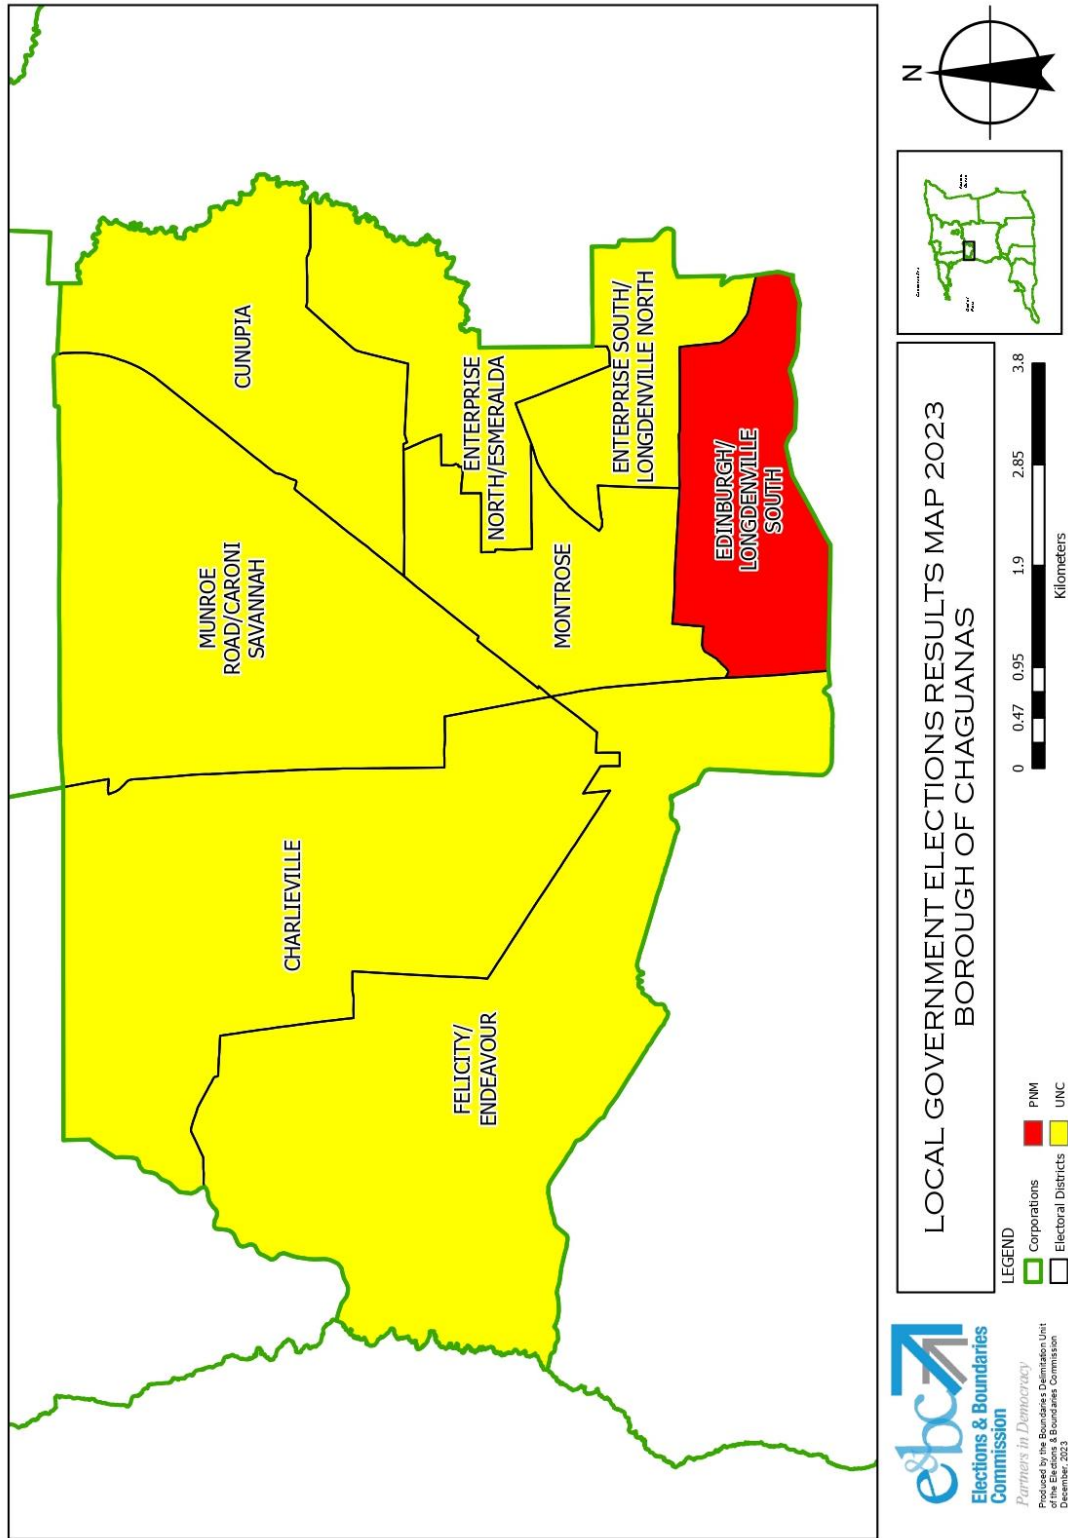 CUNUPIA
MUNROE
ROAD/CARONI
SAVANNAH
ENTERPRISE
NORTH/ESMERALDA
ENTERPRISE SOUTH/
LONGDENVILLE NORTH
CHARLIEVILLE
MONTROSE
EDINBURGH/
LONGDENVILLE
SOUTH
FELICITY/
ENDEAVOUR
N
LOCAL GOVERNMENT ELECTIONS RESULTS MAP 2023
BOROUGH OF CHAGUANAS
0 0.47 0.95 1.9 2.85 3.8
Kilometers
LEGEND
Corporations
PNM
Electoral Districts
UNC
e&bc
Elections & Boundaries
Commission
Partners in Democracy
Produced by the Boundaries Delimitation Unit
of the Elections & Boundaries Commission
December, 2023